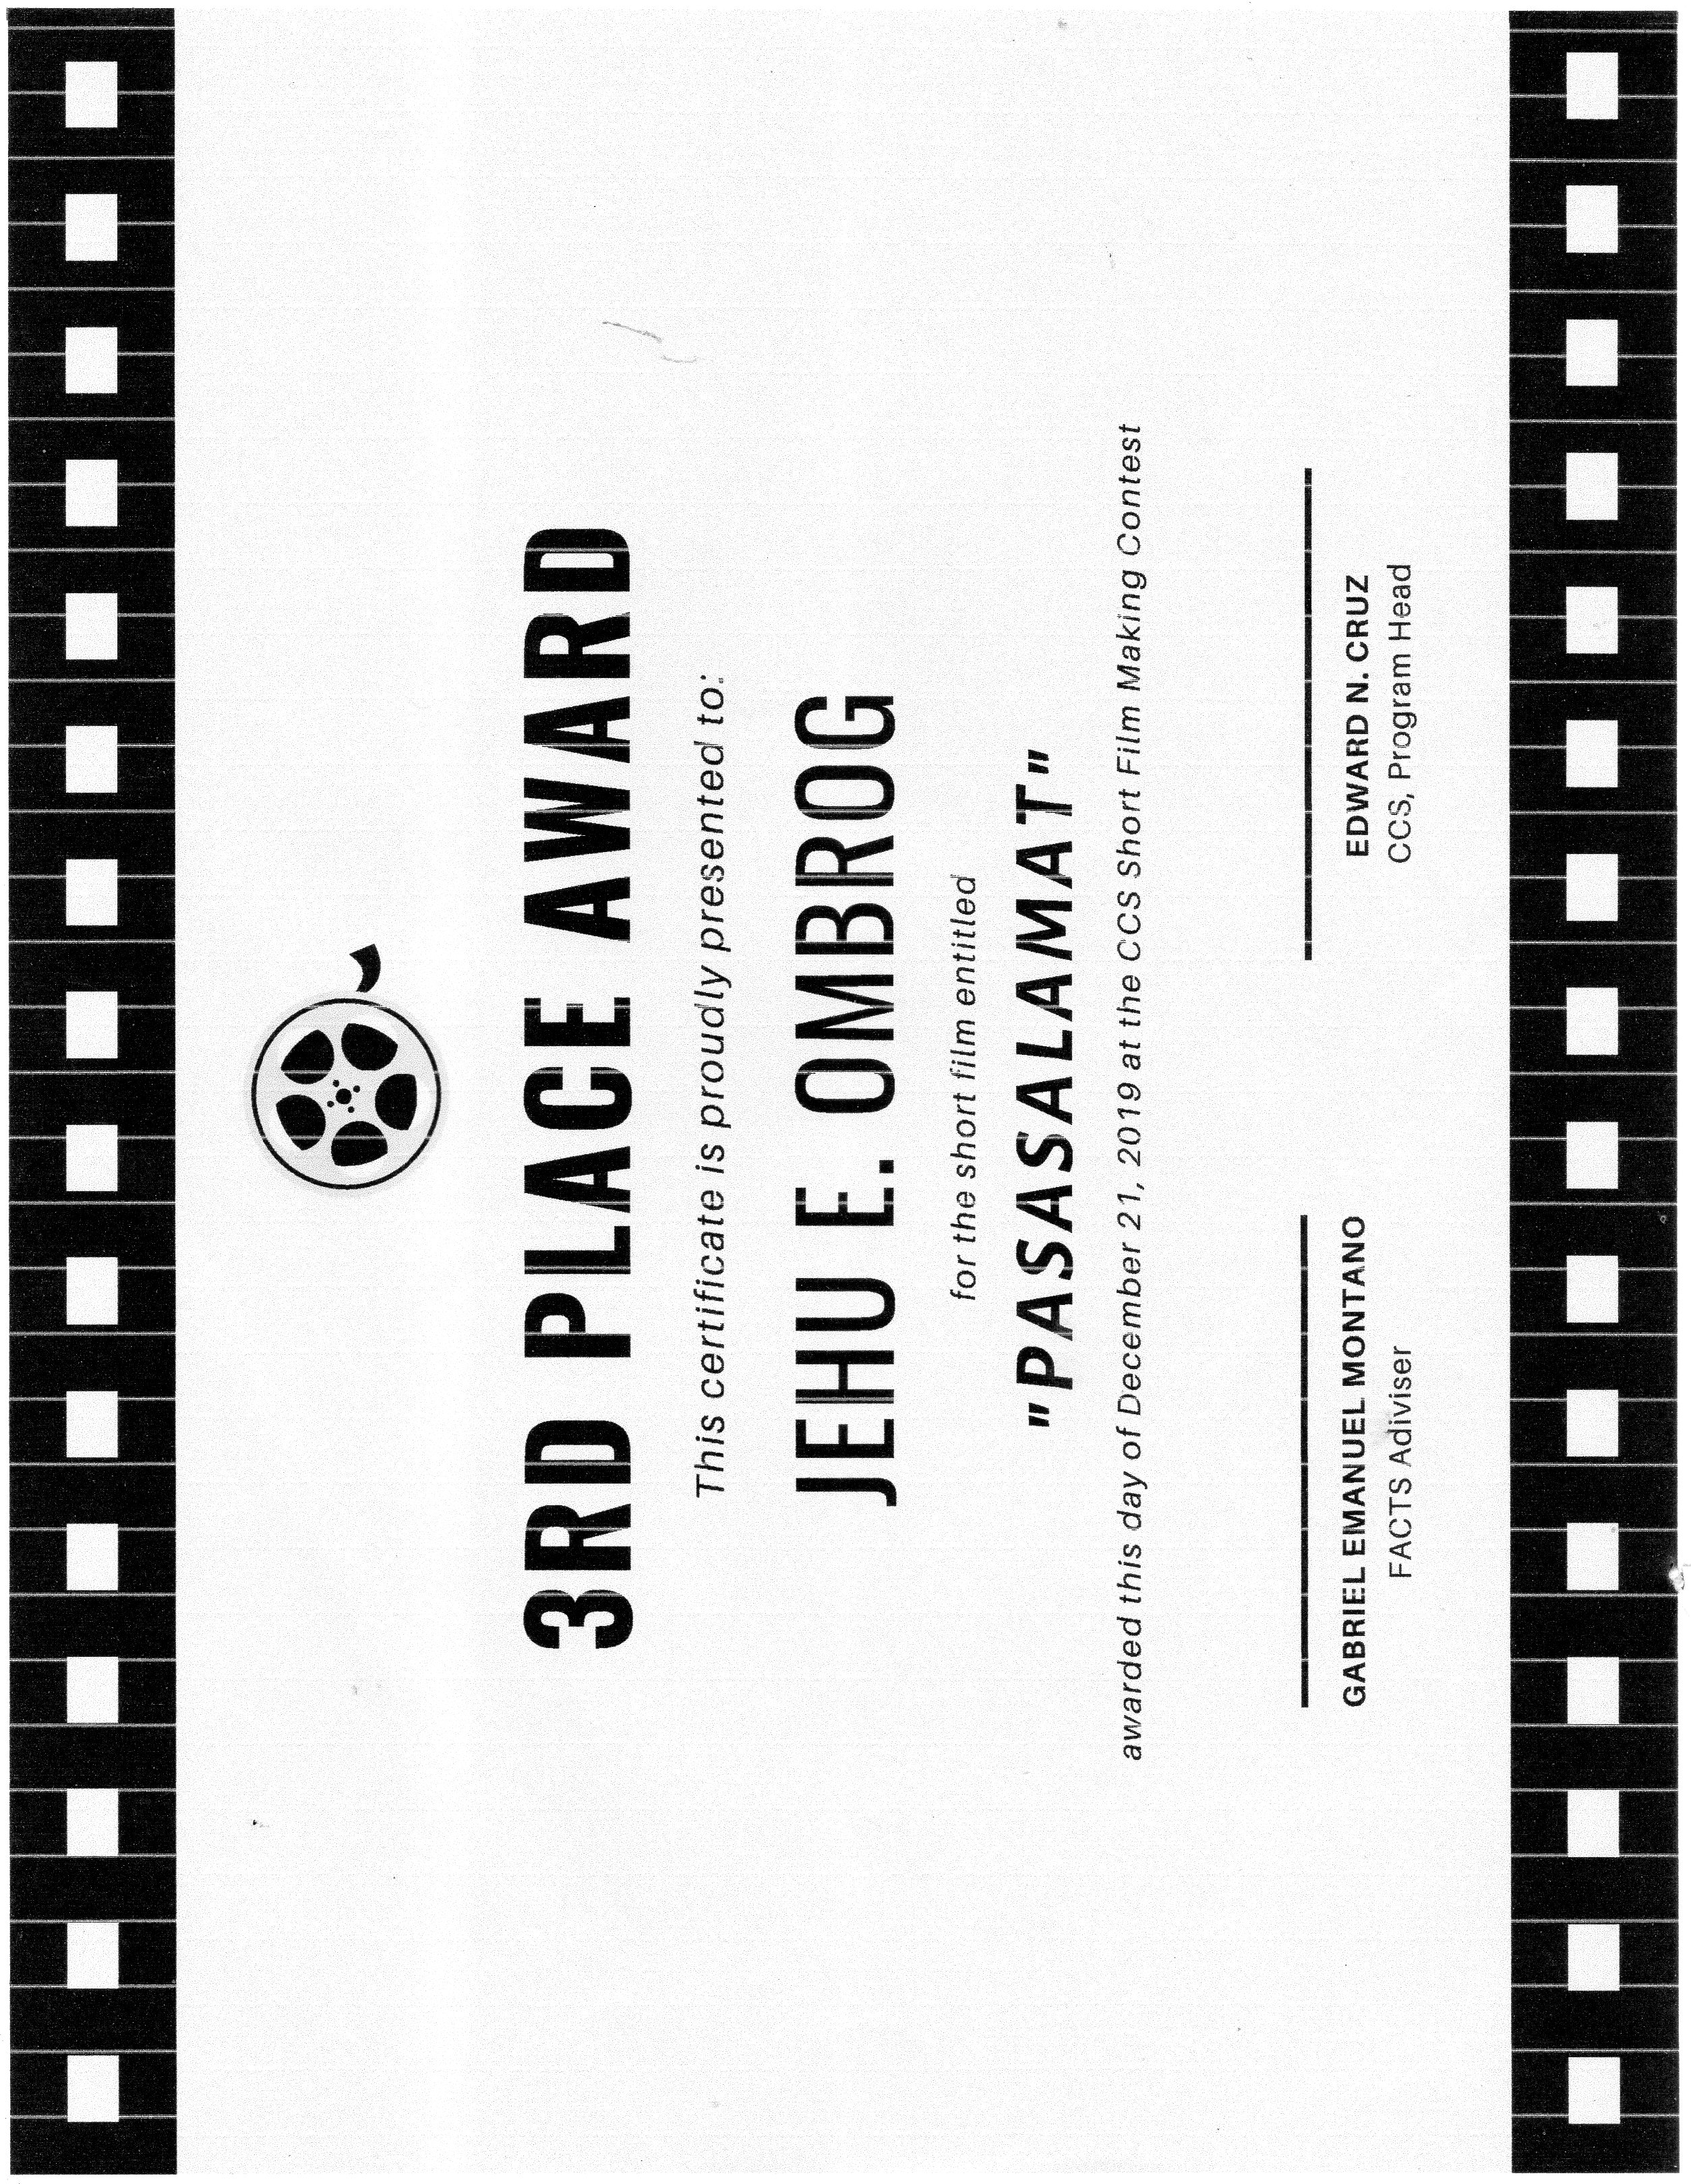 3RD PLACE AWARD
This certificate is proudly presented to:
JEHU E. OMBROG
for the short film entitled
"PASASALAMAT"
awarded this day of December 21, 2019 at the CCS Short Film Making Contest
GABRIEL EMANUEL MONTANO
FACTS Adiviser
EDWARD N. CRUZ
CCS, Program Head